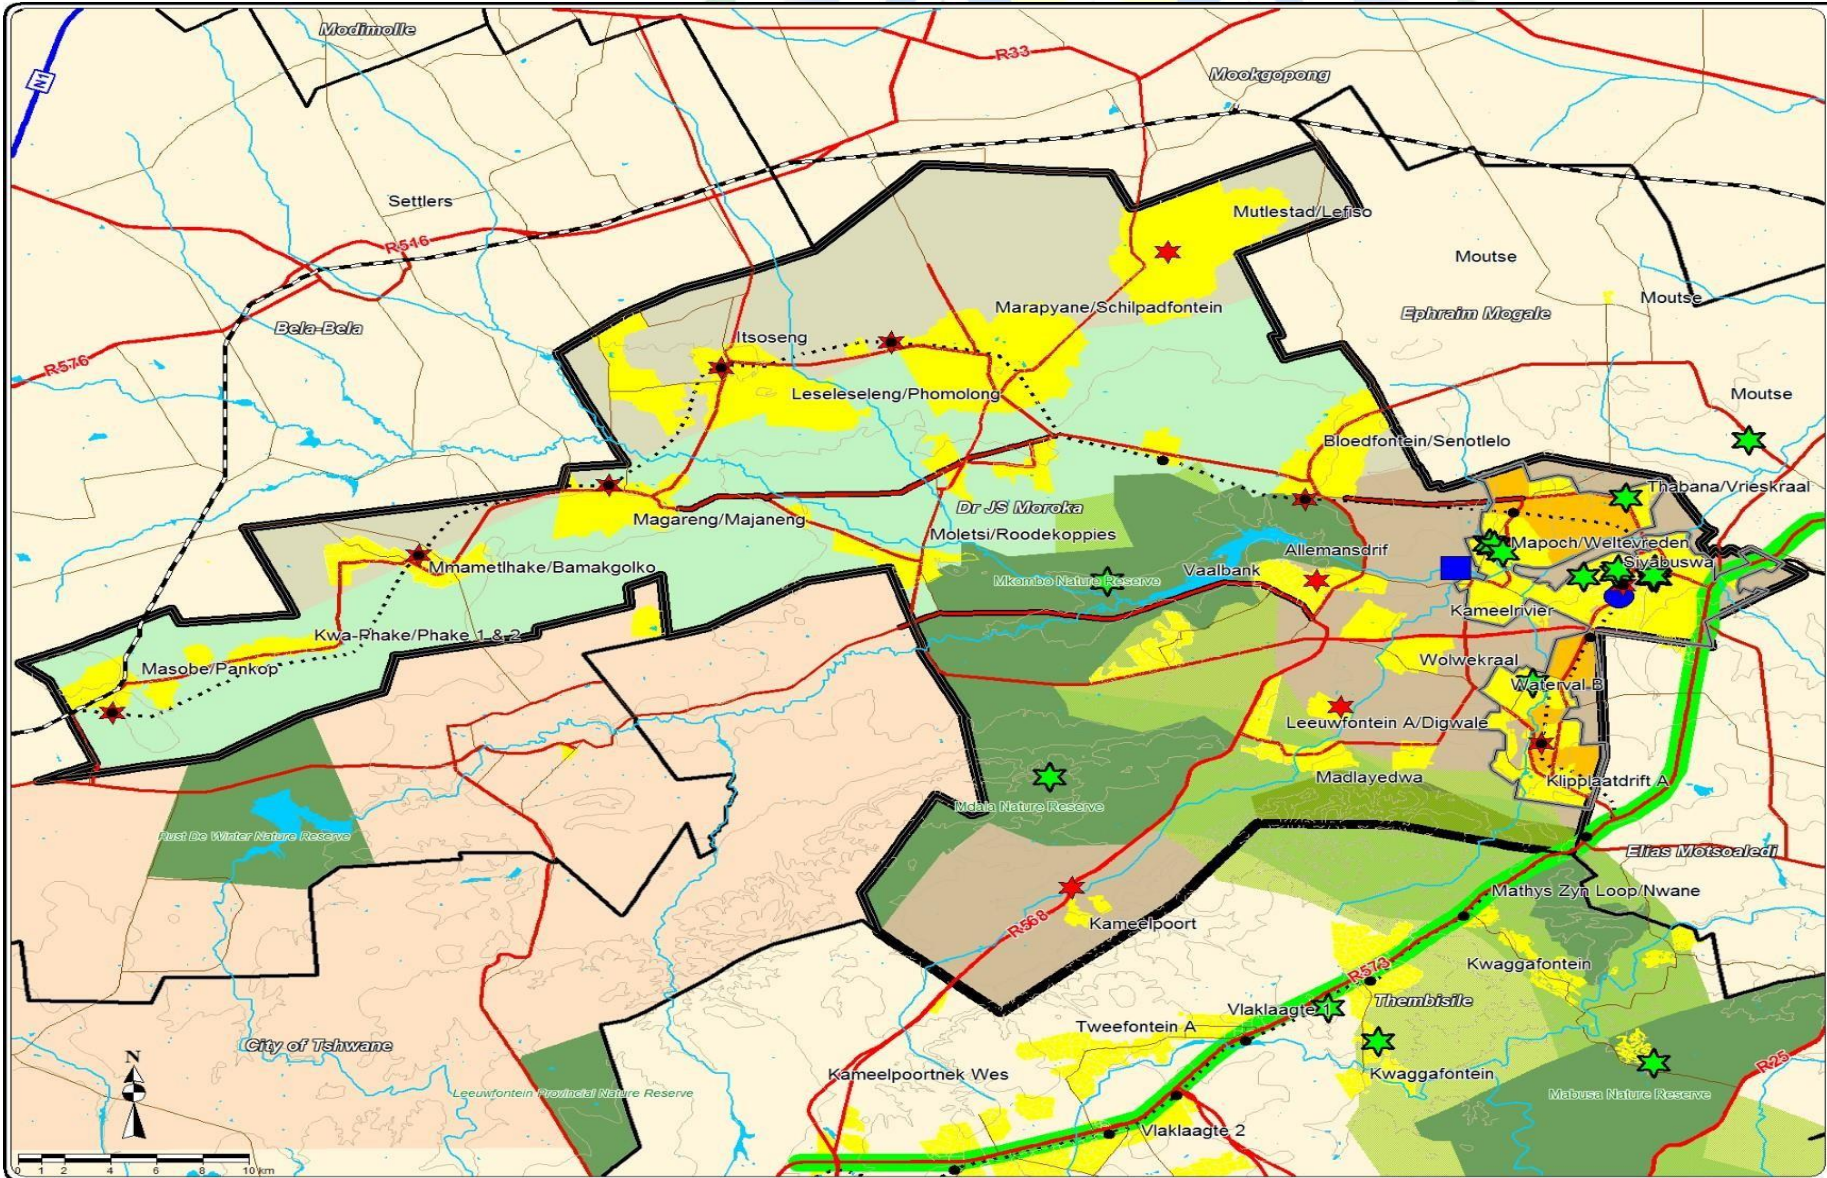 Modimolle
R33
N1
Mookgopong
Settlers
Mutlestad/Lefiso
R516
Moutse
Moutse
Marapyane/Schilpadfontein
Ephraim Mogale
Bela-Bela
Itsoseng
R576
Leseleseleng/Phomolong
Moutse
Bloedfontein/Senotlelo
Thabana/Vrieskraal
Dr JS Moroka
Magareng/Majaneng
Moletsi/Roodekoppies
Mapoch/Weltevreden
Allemansdrif
Siyabuswa
Mmametlhake/Bamakgolko
Vaalbank
Mkombo Nature Reserve
Kameelrivier
Kwa-Phake/Phake 1 & 2
Wolwekraal
Masobe/Pankop
Waterval B
Leeuwfontein A/Digwale
Madlayedwa
Klipplaatdrift A
Mdala Nature Reserve
Rust De Winter Nature Reserve
Elias Motsoaledi
Mathys Zyn Loop/Nwane
R568
Kameelpoort
Kwaggafontein
R573
Thembisile
Vlaklaagte 1
Tweefontein A
City of Tshwane
N
R25
Kameelpoortnek Wes
Kwaggafontein
Leeuwfontein Provincial Nature Reserve
Mabusa Nature Reserve
Vlaklaagte 2
0 1 2 4 6 8 10 km